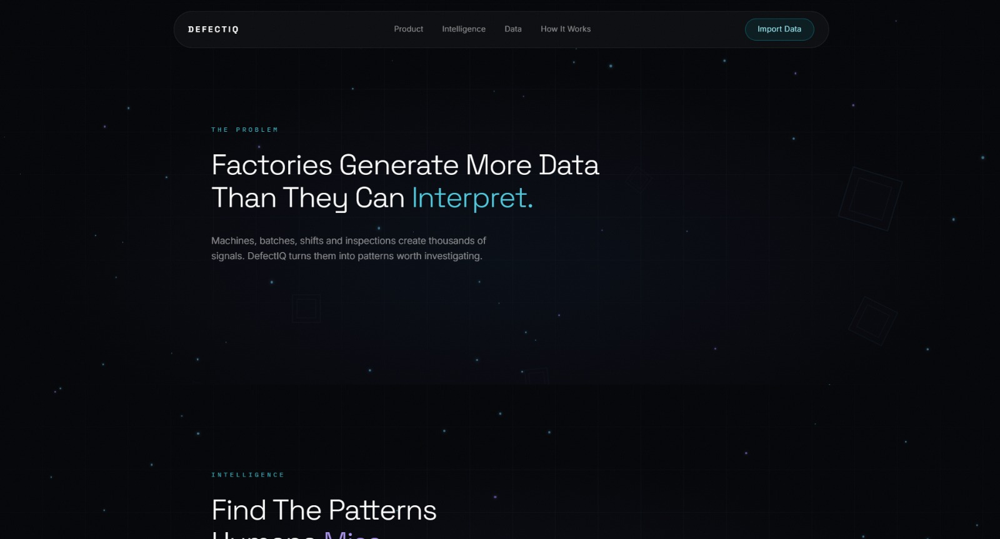 DEFECTIQ
Product
Intelligence
Data
How It Works
Import Data
THE PROBLEM
Factories Generate More Data
Than They Can Interpret.
Machines, batches, shifts and inspections create thousands of
signals. DefectIQ turns them into patterns worth investigating.
INTELLIGENCE
Find The Patterns
Humans Miss